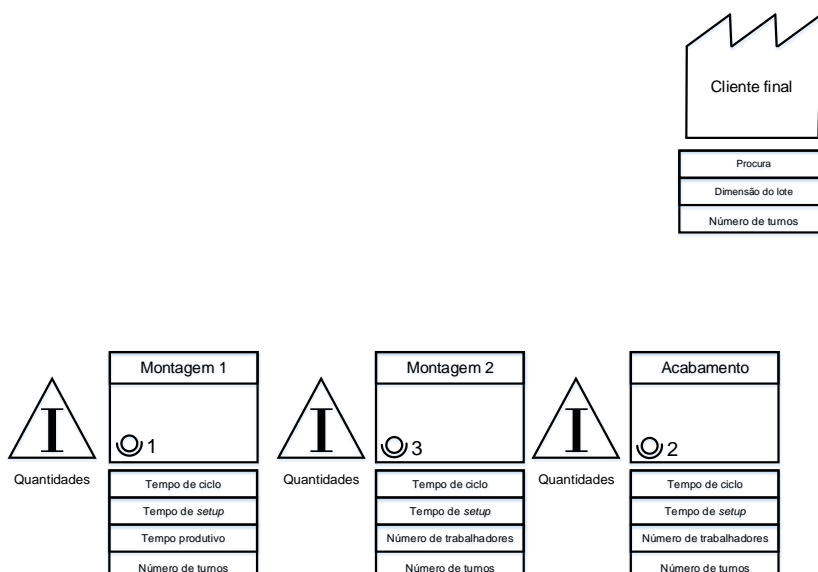 Cliente final
Procura
Dimensão do lote
Número de turnos
Montagem 1
Montagem 2
Acabamento
I
1
I
3
I
2
Quantidades
Quantidades
Quantidades
Tempo de ciclo
Tempo de ciclo
Tempo de ciclo
Tempo de setup
Tempo de setup
Tempo de setup
Tempo produtivo
Número de trabalhadores
Número de trabalhadores
Número de turnos
Número de turnos
Número de turnos